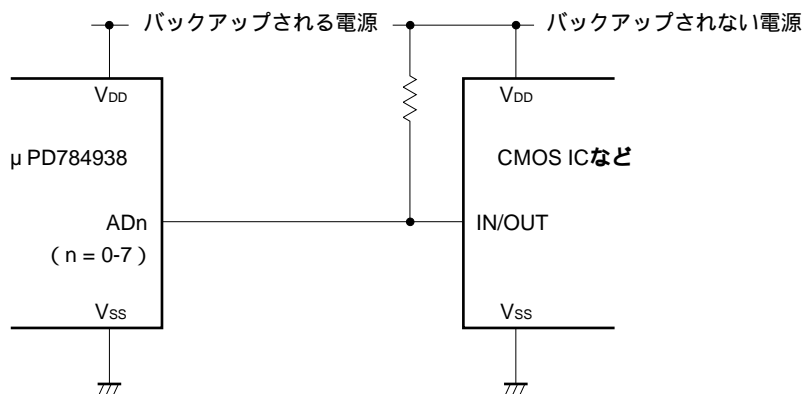 バックアップされる電源
バックアップされない電源
VDD
VDD
μ PD784938
CMOS ICなど
ADn
IN/OUT
( n = 0-7 )
VSS
VSS